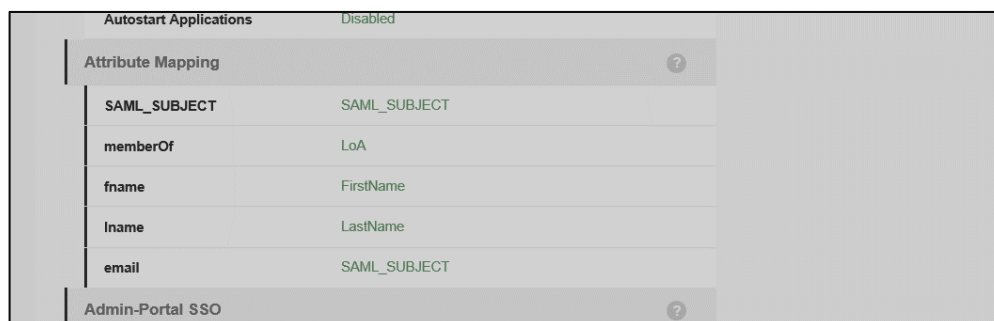 Autostart Applications Disabled
Attribute Mapping ?
SAML_SUBJECT SAML_SUBJECT
memberOf LoA
fname FirstName
lname LastName
email SAML_SUBJECT
Admin-Portal SSO ?